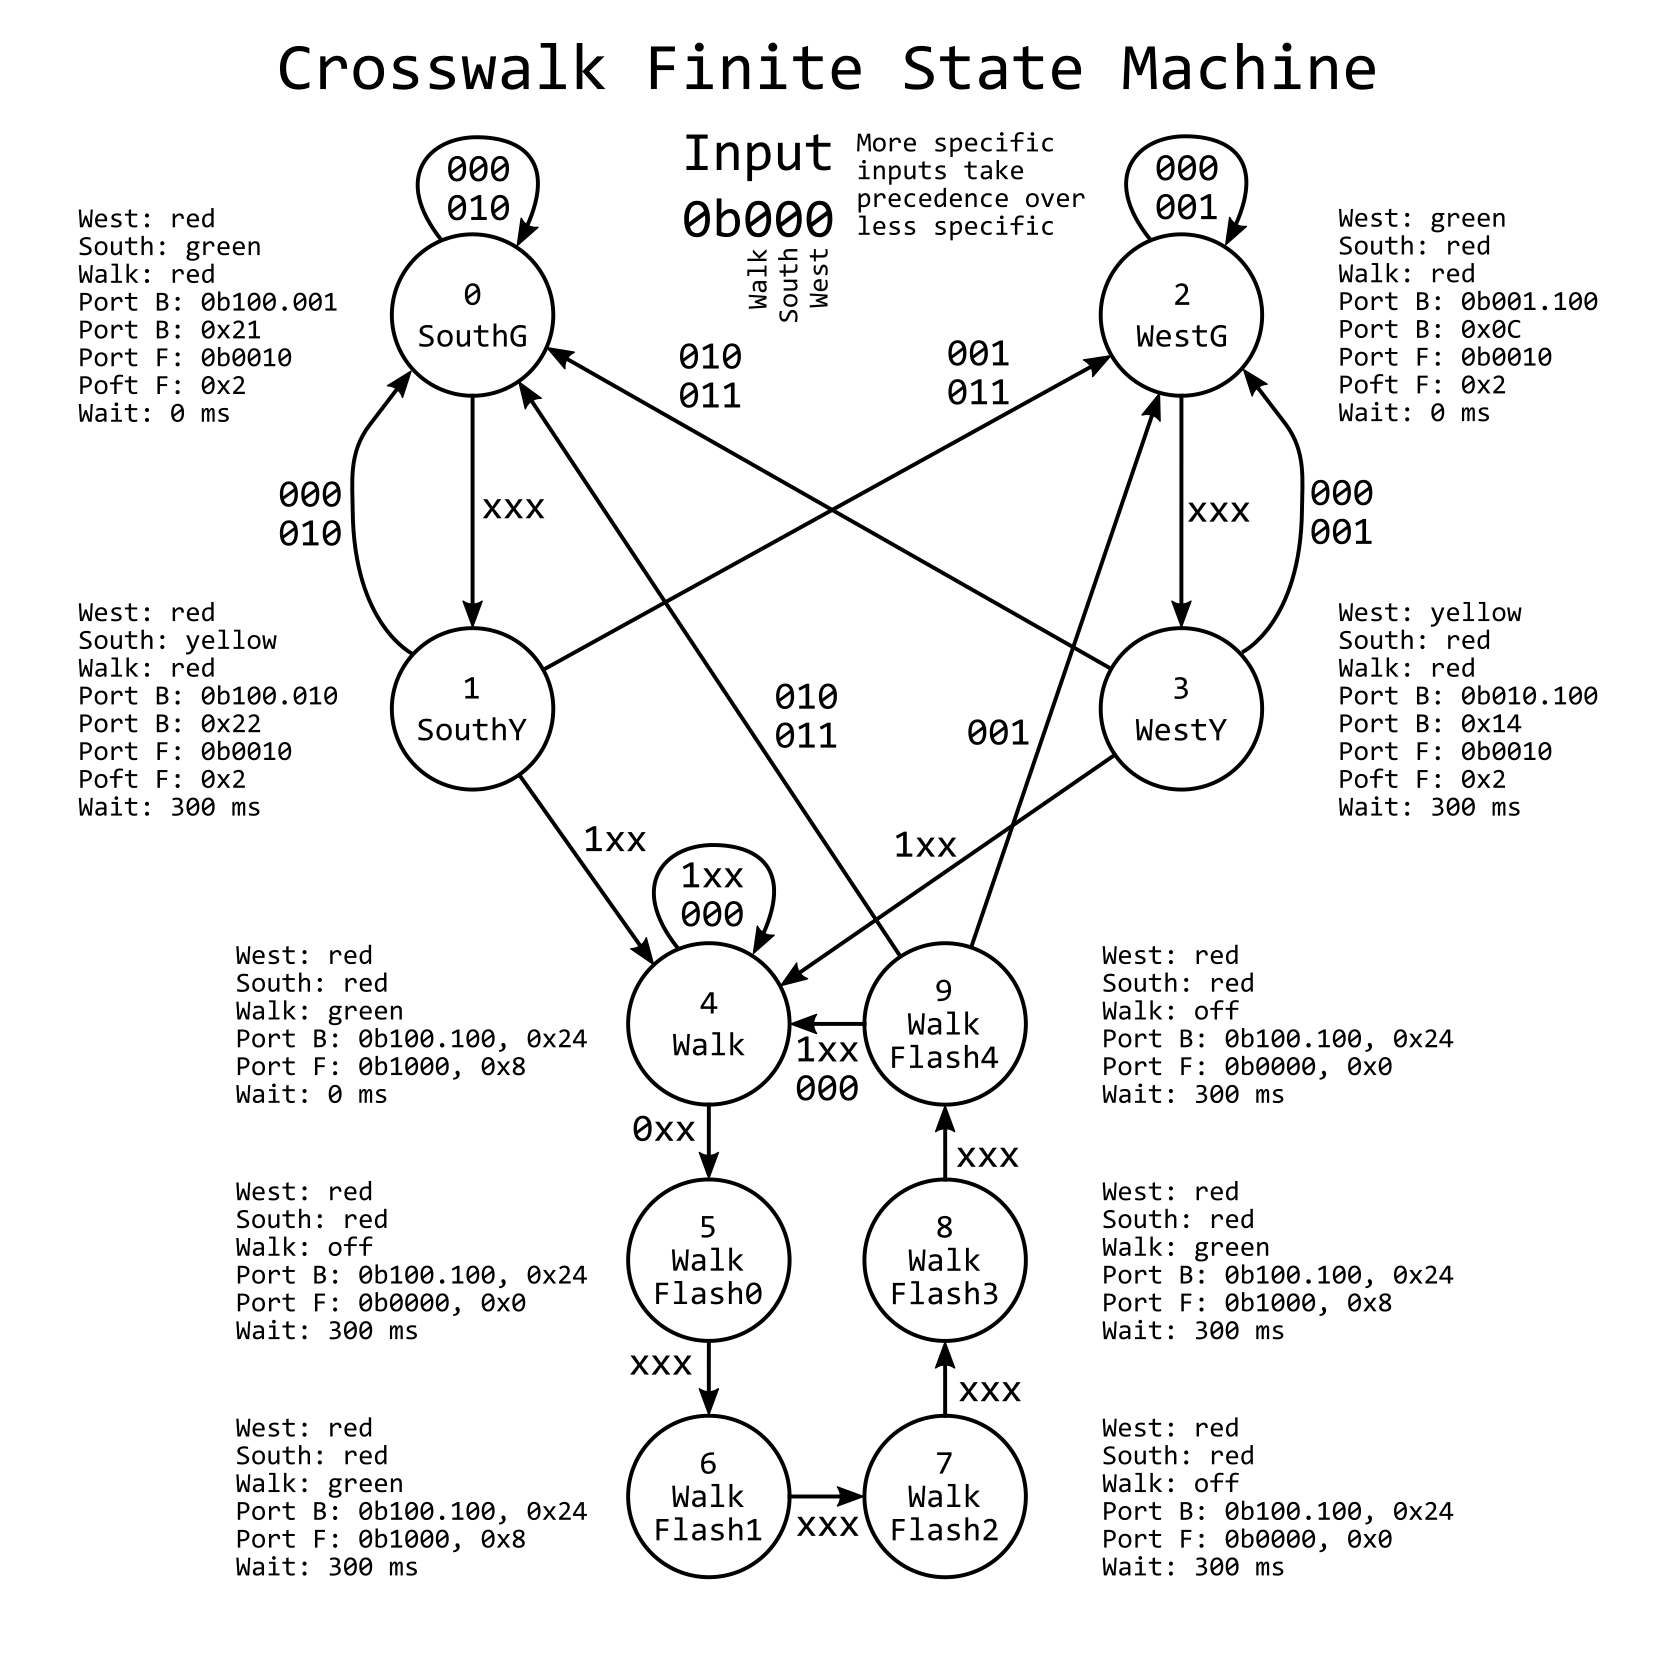 Crosswalk Finite State Machine
Input
0b000
Walk
South
West
More specific
inputs take
precedence over
less specific
000
010
West: red
South: green
Walk: red
Port B: 0b100.001
Port B: 0x21
Port F: 0b0010
Poft F: 0x2
Wait: 0 ms
0
SouthG
010
011
001
011
000
001
2
WestG
West: green
South: red
Walk: red
Port B: 0b001.100
Port B: 0x0C
Port F: 0b0010
Poft F: 0x2
Wait: 0 ms
000
010
xxx
xxx
000
001
West: red
South: yellow
Walk: red
Port B: 0b100.010
Port B: 0x22
Port F: 0b0010
Poft F: 0x2
Wait: 300 ms
1
SouthY
010
011
001
3
WestY
West: yellow
South: red
Walk: red
Port B: 0b010.100
Port B: 0x14
Port F: 0b0010
Poft F: 0x2
Wait: 300 ms
1xx
1xx
1xx
000
West: red
South: red
Walk: green
Port B: 0b100.100, 0x24
Port F: 0b1000, 0x8
Wait: 0 ms
4
Walk
1xx
000
9
Walk
Flash4
West: red
South: red
Walk: off
Port B: 0b100.100, 0x24
Port F: 0b0000, 0x0
Wait: 300 ms
0xx
xxx
West: red
South: red
Walk: off
Port B: 0b100.100, 0x24
Port F: 0b0000, 0x0
Wait: 300 ms
5
Walk
Flash0
8
Walk
Flash3
West: red
South: red
Walk: green
Port B: 0b100.100, 0x24
Port F: 0b1000, 0x8
Wait: 300 ms
xxx
xxx
West: red
South: red
Walk: green
Port B: 0b100.100, 0x24
Port F: 0b1000, 0x8
Wait: 300 ms
6
Walk
Flash1
xxx
7
Walk
Flash2
West: red
South: red
Walk: off
Port B: 0b100.100, 0x24
Port F: 0b0000, 0x0
Wait: 300 ms